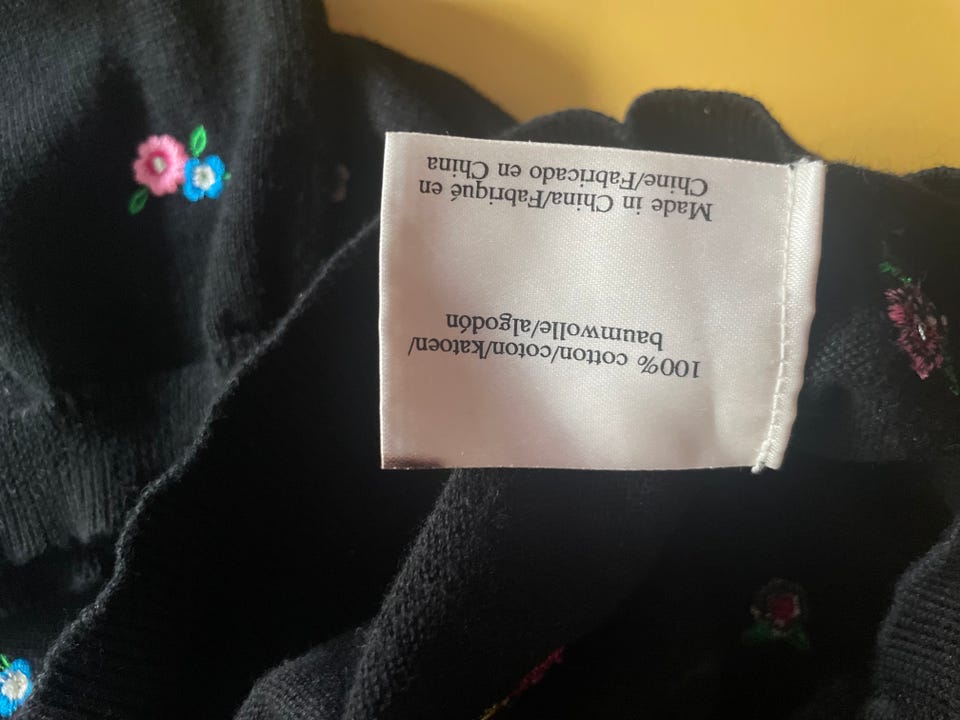 100% cotton/coton/katoen/
baumwolle/algodón
Made in China/Fabriqué en
Chine/Fabricado en China